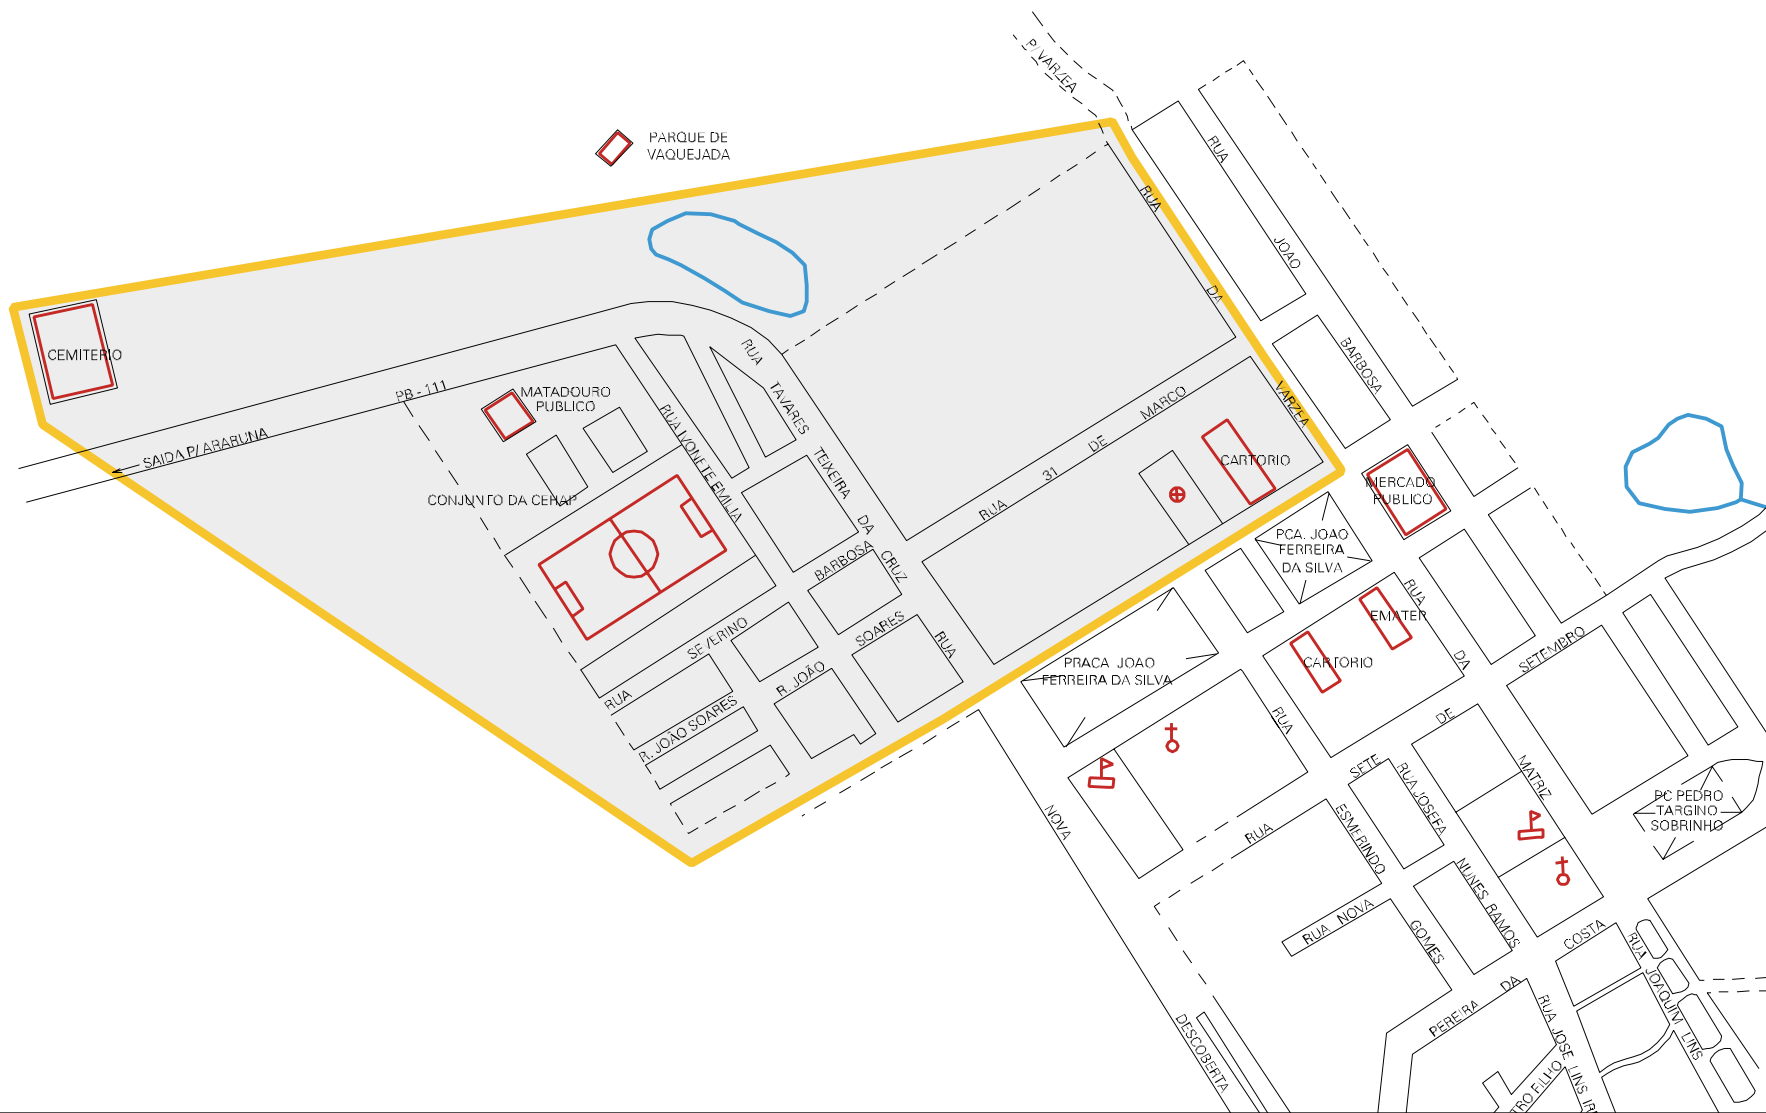 P/ VARZEA
PARQUE DE
VAQUEJADA
RUA
JOAO
BARBOSA
RUA
DA
VARZEA
CEMITERIO
PB - 111
SAIDA P/ ARARUNA
MATADOURO
PUBLICO
CONJUNTO DA CEHAP
RUA IVONETE EMILIA
RUA
TAVARES
TEIXEIRA
DA
CRUZ
RUA
31
DE
MARCO
CARTORIO
MERCADO
PUBLICO
PCA. JOAO
FERREIRA
DA SILVA
RUA
SEVERINO
BARBOSA
R. JOÃO
SOARES
R. JOÃO SOARES
RUA
NOVA
DESCOBERTA
PRACA JOAO
FERREIRA DA SILVA
EMATER
CARTORIO
RUA
DA
MATRIZ
RUA
SETE
DE
SETEMBRO
RUA
ESMERINDO
GOMES
RUA JOSEFA
NUNES RAMOS
RUA NOVA
PC PEDRO
TARGINO
SOBRINHO
PEREIRA
DA
COSTA
RUA
JOAQUIM LINS
RUA JOSE LINS